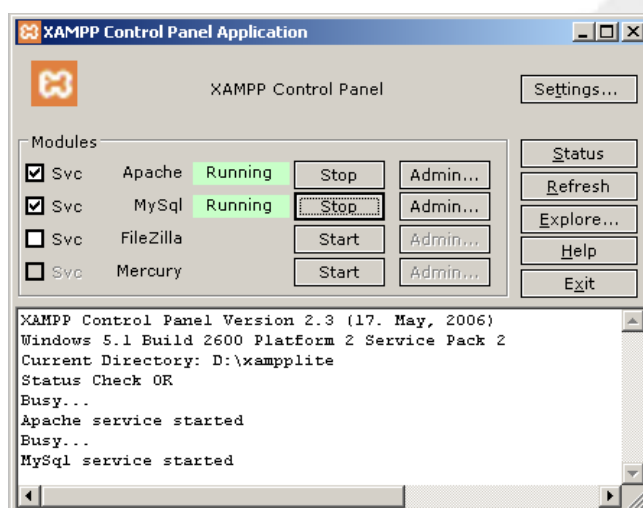 XAMPP Control Panel Application
XAMPP Control Panel
Settings...
Modules
Svc Apache Running Stop Admin...
Svc MySql Running Stop Admin...
Svc FileZilla Start Admin...
Svc Mercury Start Admin...
Status
Refresh
Explore...
Help
Exit
XAMPP Control Panel Version 2.3 (17. May, 2006)
Windows 5.1 Build 2600 Platform 2 Service Pack 2
Current Directory: D:\xampplite
Status Check OK
Busy...
Apache service started
Busy...
MySql service started